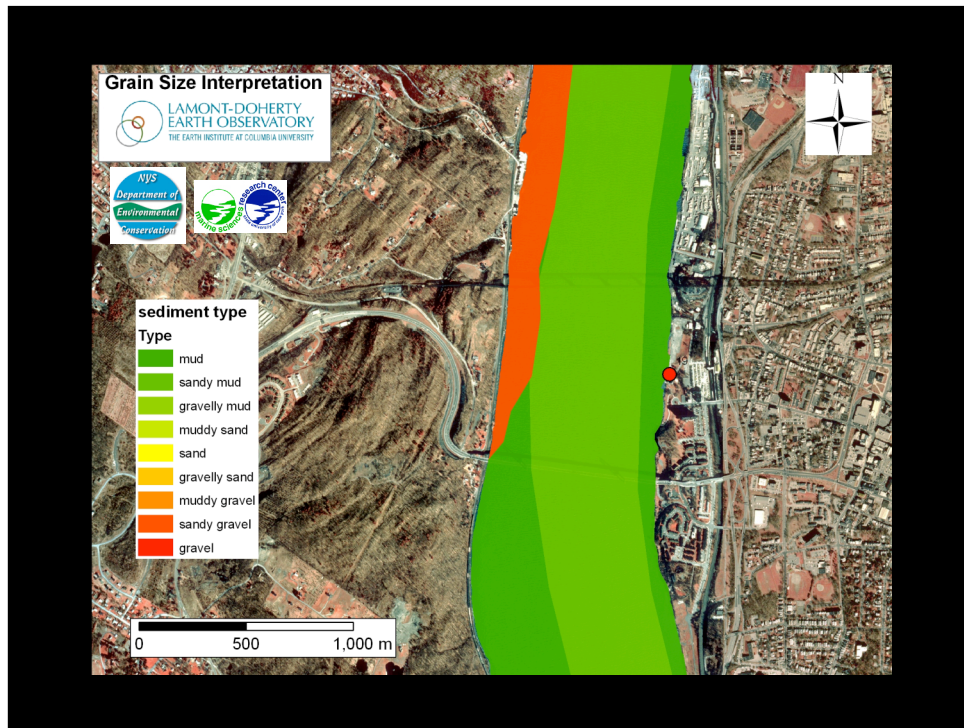 Grain Size Interpretation
LAMONT-DOHERTY
EARTH OBSERVATORY
THE EARTH INSTITUTE AT COLUMBIA UNIVERSITY
N
NYS
Department of
Environmental
Conservation
marine sciences research center
sediment type
Type
mud
sandy mud
gravelly mud
muddy sand
sand
gravelly sand
muddy gravel
sandy gravel
gravel
0 500 1,000 m